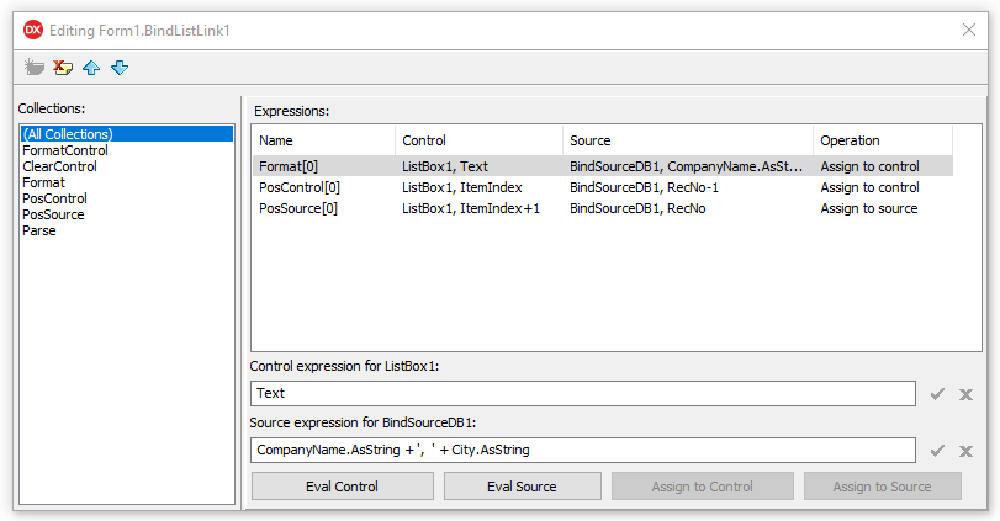 DX Editing Form1.BindListLink1
Collections:
(All Collections)
FormatControl
ClearControl
Format
PosControl
PosSource
Parse
Expressions:
Name Control Source Operation
Format[0] ListBox1, Text BindSourceDB1, CompanyName.AsSt... Assign to control
PosControl[0] ListBox1, ItemIndex BindSourceDB1, RecNo-1 Assign to control
PosSource[0] ListBox1, ItemIndex+1 BindSourceDB1, RecNo Assign to source
Control expression for ListBox1:
Text
Source expression for BindSourceDB1:
CompanyName.AsString +', ' + City.AsString
Eval Control Eval Source Assign to Control Assign to Source